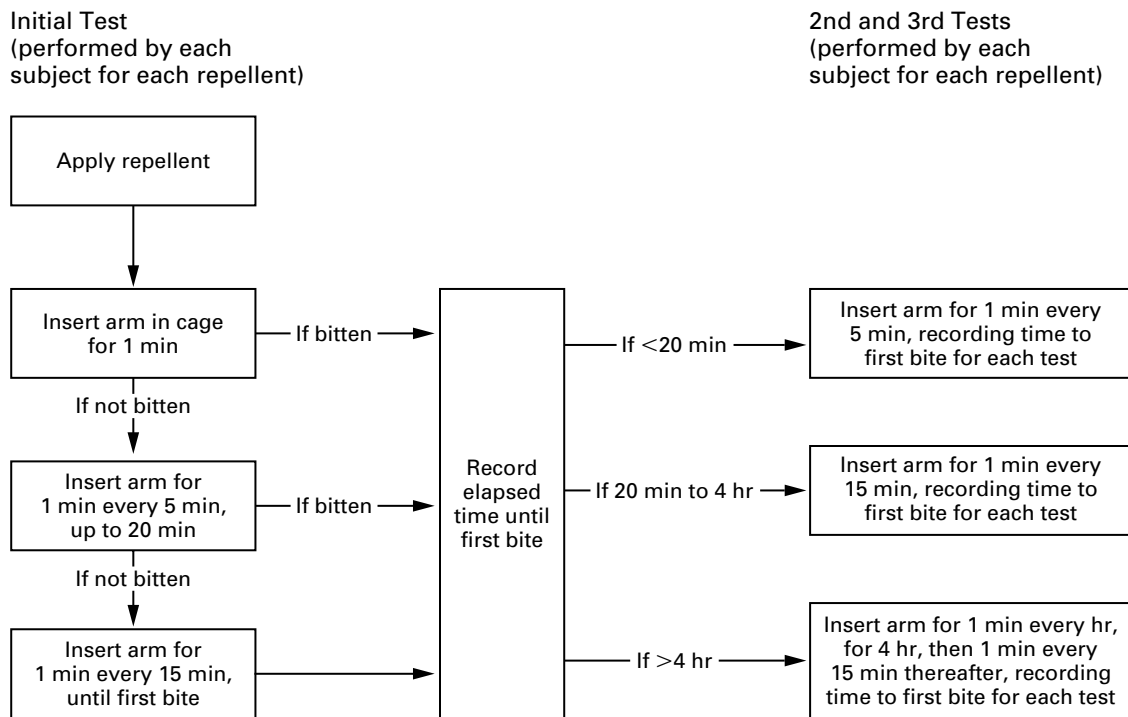 Initial Test
(performed by each
subject for each repellent)
2nd and 3rd Tests
(performed by each
subject for each repellent)
Apply repellent
Insert arm in cage
for 1 min
If bitten
If not bitten
Insert arm for
1 min every 5 min,
up to 20 min
If bitten
If not bitten
Insert arm for
1 min every 15 min,
until first bite
Record
elapsed
time until
first bite
If <20 min
Insert arm for 1 min every
5 min, recording time to
first bite for each test
If 20 min to 4 hr
Insert arm for 1 min every
15 min, recording time to
first bite for each test
If >4 hr
Insert arm for 1 min every hr,
for 4 hr, then 1 min every
15 min thereafter, recording
time to first bite for each test